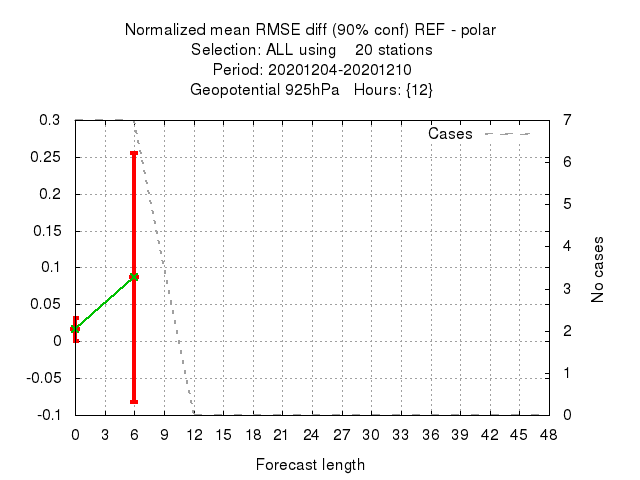 Normalized mean RMSE diff (90% conf) REF - polar
Selection: ALL using    20 stations
Period: 20201204-20201210
Geopotential 925hPa   Hours: {12}
Cases
0.3
0.25
0.2
0.15
0.1
0.05
0
-0.05
-0.1
7
6
5
4
3
2
1
0
No cases
0 3 6 9 12 15 18 21 24 27 30 33 36 39 42 45 48
Forecast length